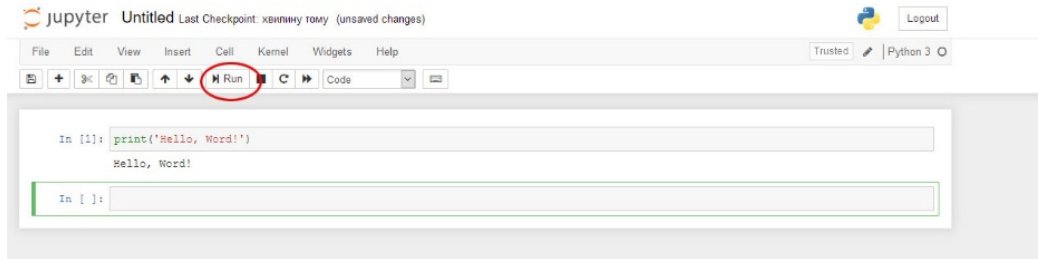 jupyter Untitled Last Checkpoint: хвилину тому (unsaved changes) Logout
File Edit View Insert Cell Kernel Widgets Help Trusted Python 3
Run Code
In [1]: print('Hello, Word!')
Hello, Word!
In [ ]: